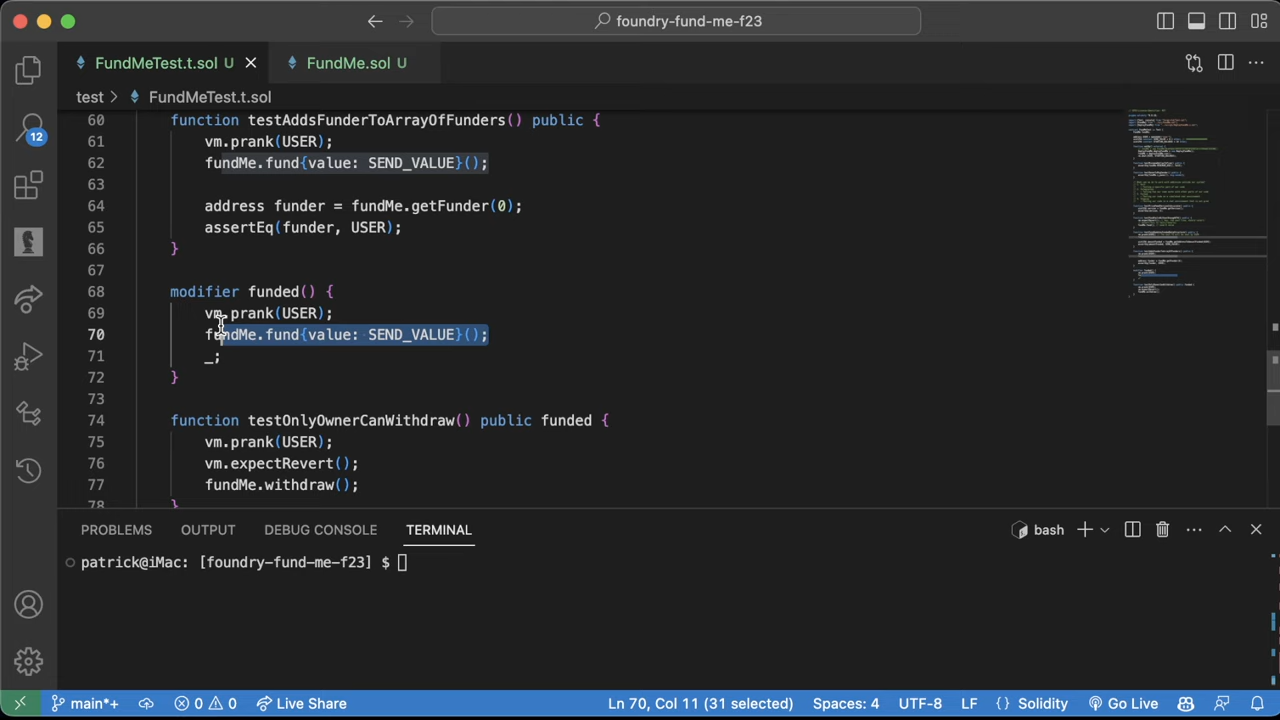 foundry-fund-me-f23
FundMeTest.t.sol U
FundMe.sol U
test > FundMeTest.t.sol
12
60 function testAddsFunderToArrayOfFunders() public {
61 vm.prank(USER);
62 fundMe.fund{value: SEND_VALUE}();
63
64 address funder = fundMe.getFunder(0);
65 assertEq(funder, USER);
66 }
67
68 modifier funded() {
69 vm.prank(USER);
70 fundMe.fund{value: SEND_VALUE}();
71 _;
72 }
73
74 function testOnlyOwnerCanWithdraw() public funded {
75 vm.prank(USER);
76 vm.expectRevert();
77 fundMe.withdraw();
78 }
PROBLEMS OUTPUT DEBUG CONSOLE TERMINAL
bash
patrick@iMac: [foundry-fund-me-f23] $
main*+ 0 0 Live Share Ln 70, Col 11 (31 selected) Spaces: 4 UTF-8 LF {} Solidity Go Live